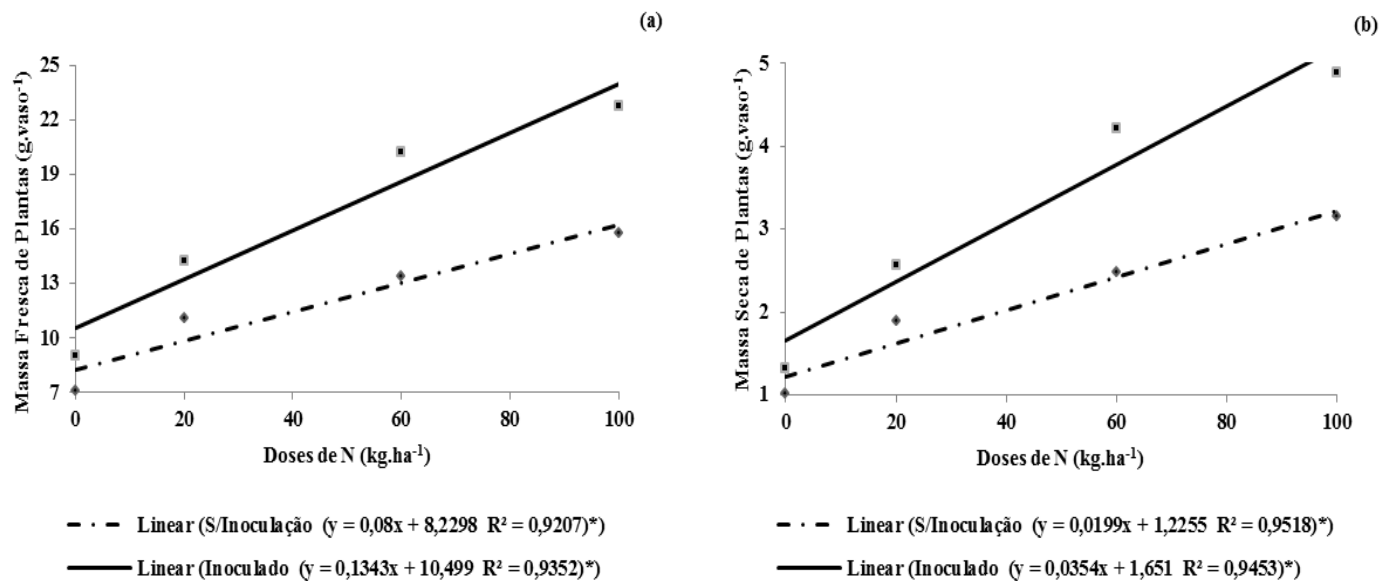 (a)
Massa Fresca de Plantas (g.vaso⁻¹)
25
22
19
16
13
10
7
0
20
40
60
80
100
Doses de N (kg.ha⁻¹)
Linear (S/Inoculação (y = 0,08x + 8,2298 R² = 0,9207)*)
Linear (Inoculado (y = 0,1343x + 10,499 R² = 0,9352)*)
(b)
Massa Seca de Plantas (g.vaso⁻¹)
5
4
3
2
1
0
20
40
60
80
100
Doses de N (kg.ha⁻¹)
Linear (S/Inoculação (y = 0,0199x + 1,2255 R² = 0,9518)*)
Linear (Inoculado (y = 0,0354x + 1,651 R² = 0,9453)*)